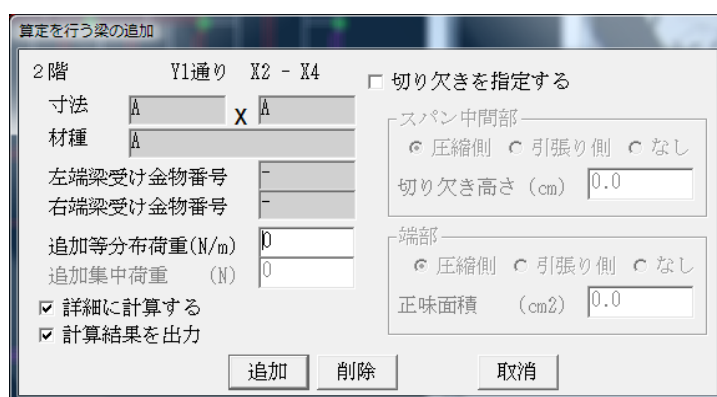 算定を行う梁の追加
2階 Y1通り X2 - X4
寸法 A X A
材種 A
左端梁受け金物番号 -
右端梁受け金物番号 -
追加等分布荷重(N/m) 0
追加集中荷重 (N) 0
詳細に計算する
計算結果を出力
切り欠きを指定する
スパン中間部
圧縮側 引張り側 なし
切り欠き高さ (cm) 0.0
端部
圧縮側 引張り側 なし
正味面積 (cm2) 0.0
追加 削除 取消